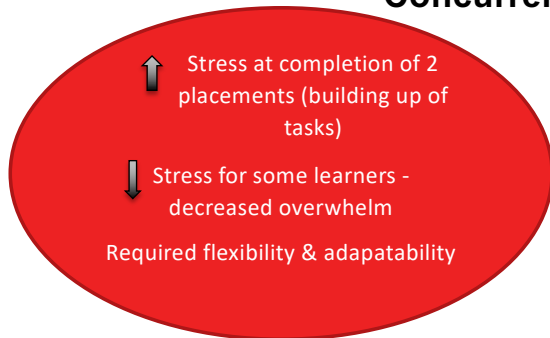 Concurre
Stress at completion of 2
placements (building up of
tasks)
Stress for some learners -
decreased overwhelm
Required flexibility & adapatability